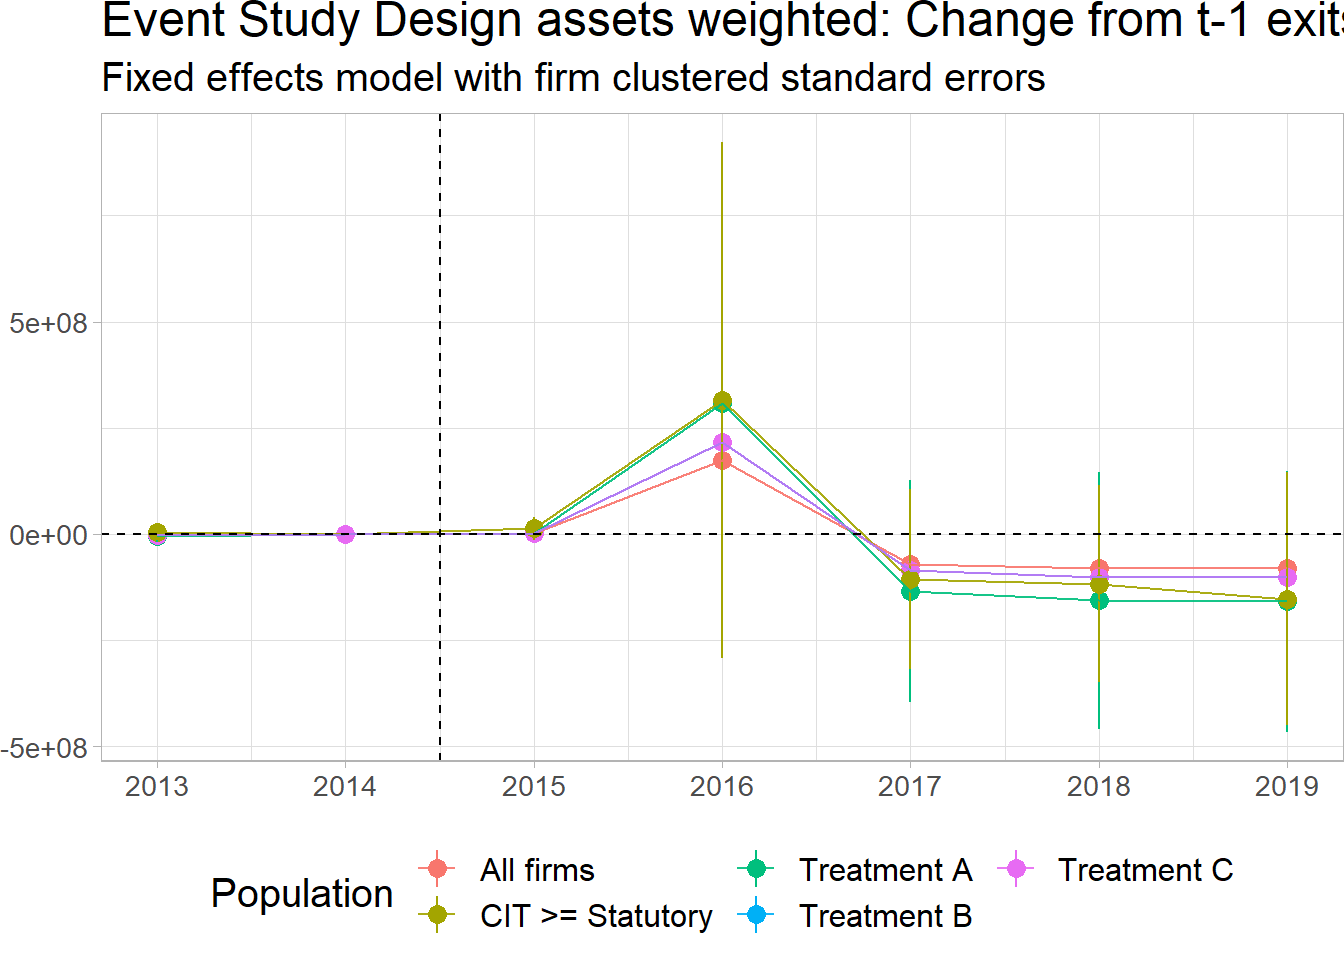 Event Study Design assets weighted: Change from t-1 exits
Fixed effects model with firm clustered standard errors
5e+08
0e+00
-5e+08
2013 2014 2015 2016 2017 2018 2019
Population
All firms
Treatment A
Treatment C
CIT >= Statutory
Treatment B